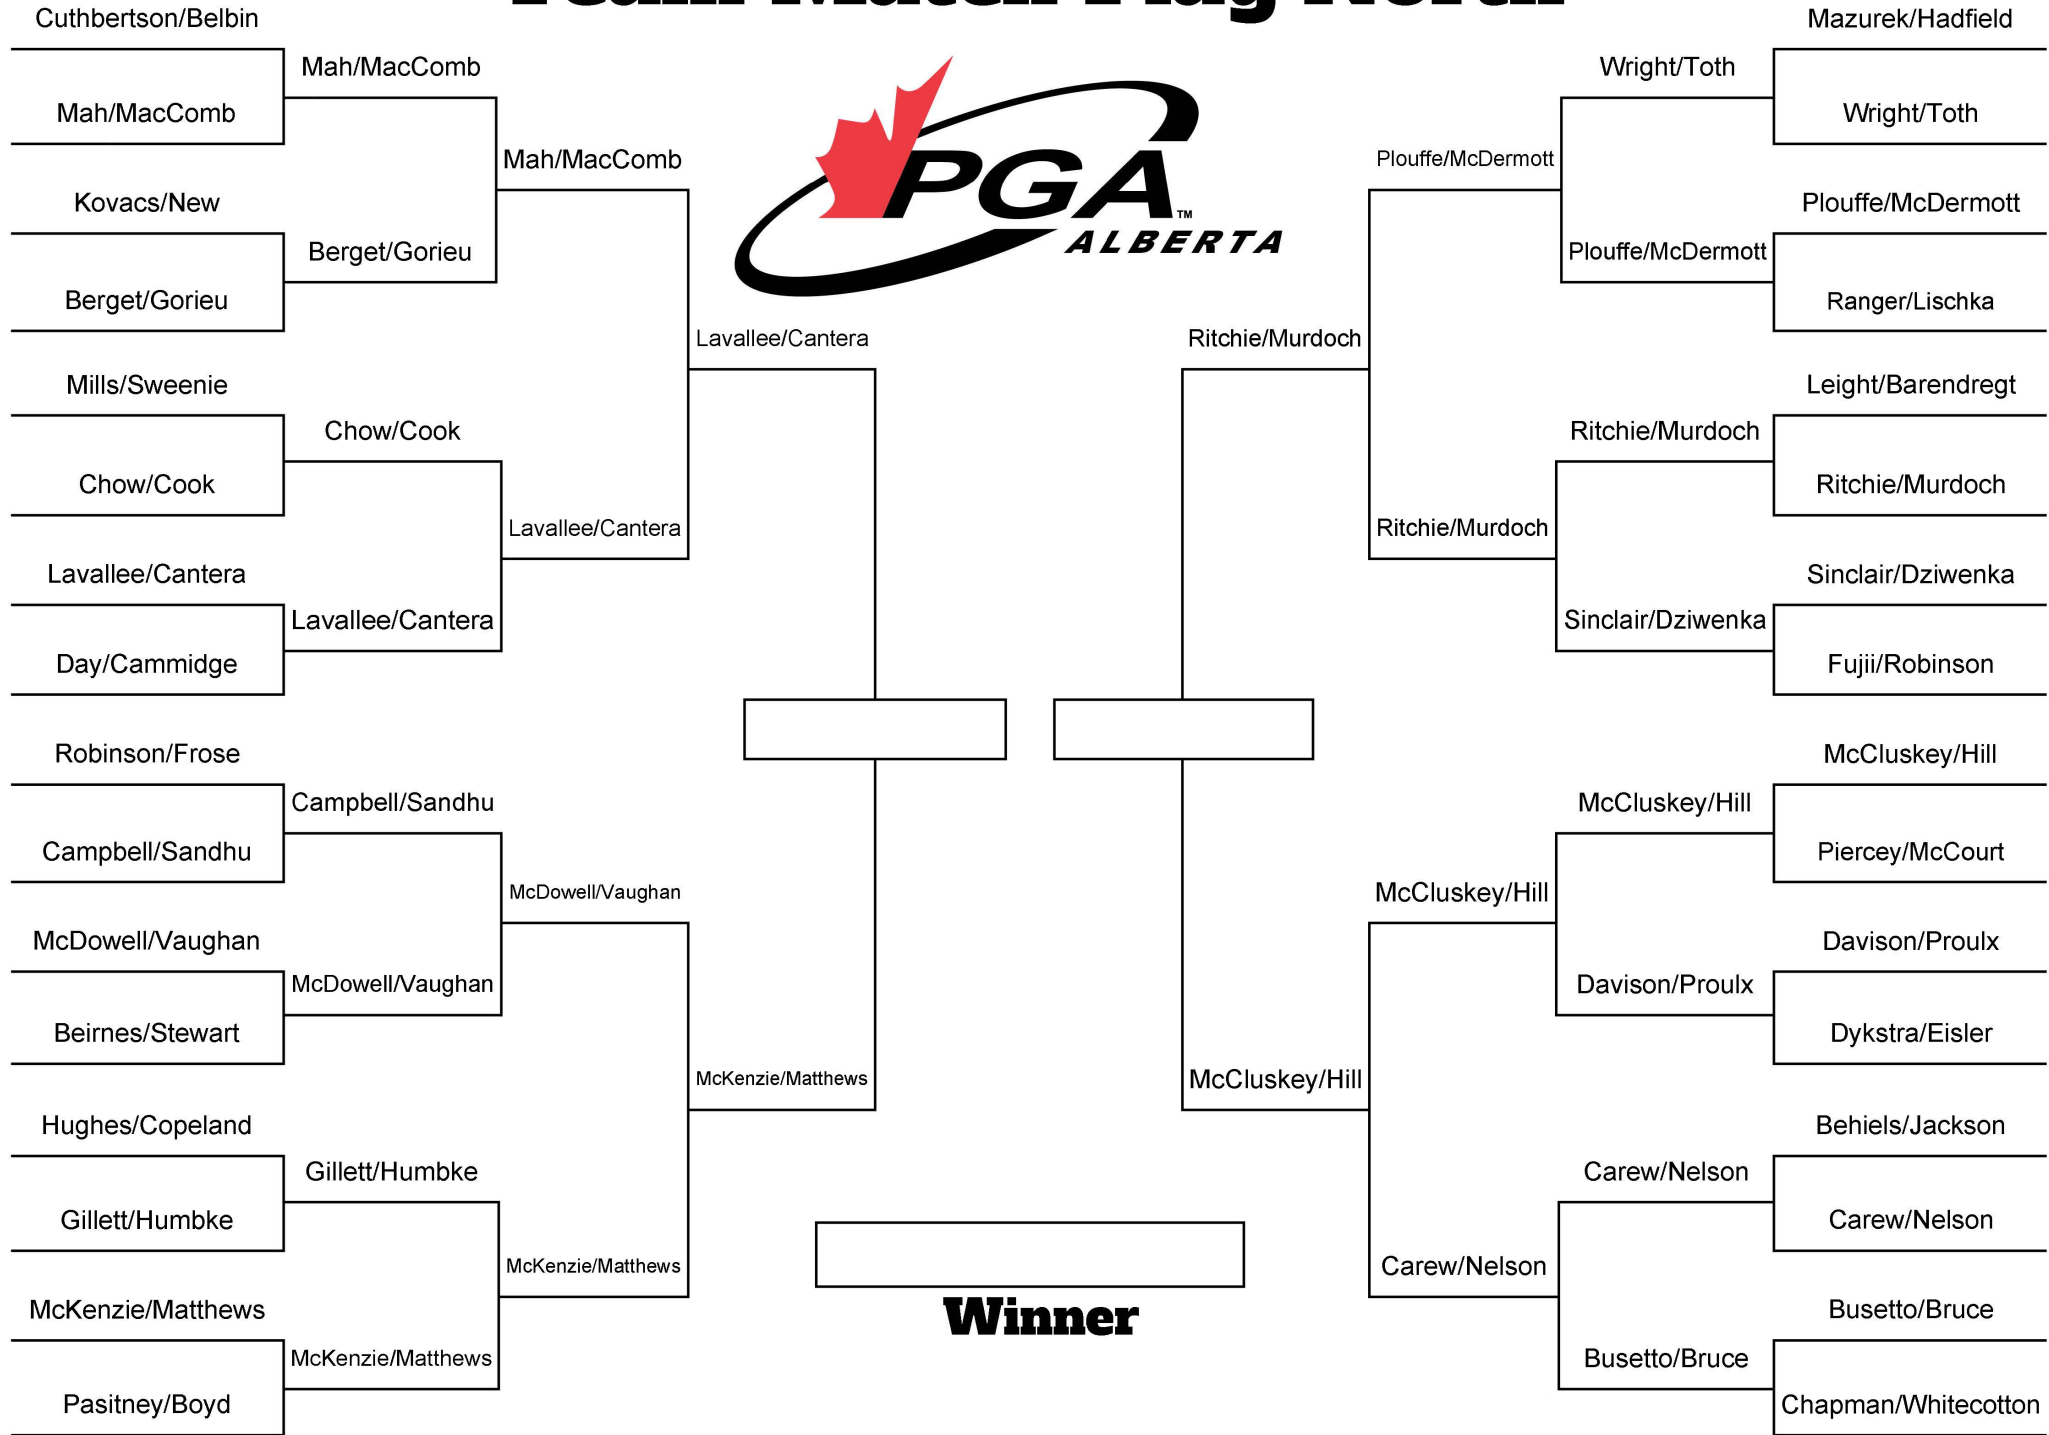 Team Match Play North
Cuthbertson/Belbin
Mah/MacComb
Kovacs/New
Berget/Gorieu
Mills/Sweenie
Chow/Cook
Lavallee/Cantera
Day/Cammidge
Robinson/Frose
Campbell/Sandhu
McDowell/Vaughan
Beirnes/Stewart
Hughes/Copeland
Gillett/Humbke
McKenzie/Matthews
Pasitney/Boyd
Mah/MacComb
Berget/Gorieu
Chow/Cook
Lavallee/Cantera
Campbell/Sandhu
McDowell/Vaughan
Gillett/Humbke
McKenzie/Matthews
Mah/MacComb
Lavallee/Cantera
McDowell/Vaughan
McKenzie/Matthews
Lavallee/Cantera
McKenzie/Matthews
PGA
TM
ALBERTA
Winner
Ritchie/Murdoch
McCluskey/Hill
Plouffe/McDermott
Ritchie/Murdoch
McCluskey/Hill
Carew/Nelson
Wright/Toth
Plouffe/McDermott
Ritchie/Murdoch
Sinclair/Dziwenka
McCluskey/Hill
Davison/Proulx
Carew/Nelson
Busetto/Bruce
Mazurek/Hadfield
Wright/Toth
Plouffe/McDermott
Ranger/Lischka
Leight/Barendregt
Ritchie/Murdoch
Sinclair/Dziwenka
Fujii/Robinson
McCluskey/Hill
Piercey/McCourt
Davison/Proulx
Dykstra/Eisler
Behiels/Jackson
Carew/Nelson
Busetto/Bruce
Chapman/Whitecotton